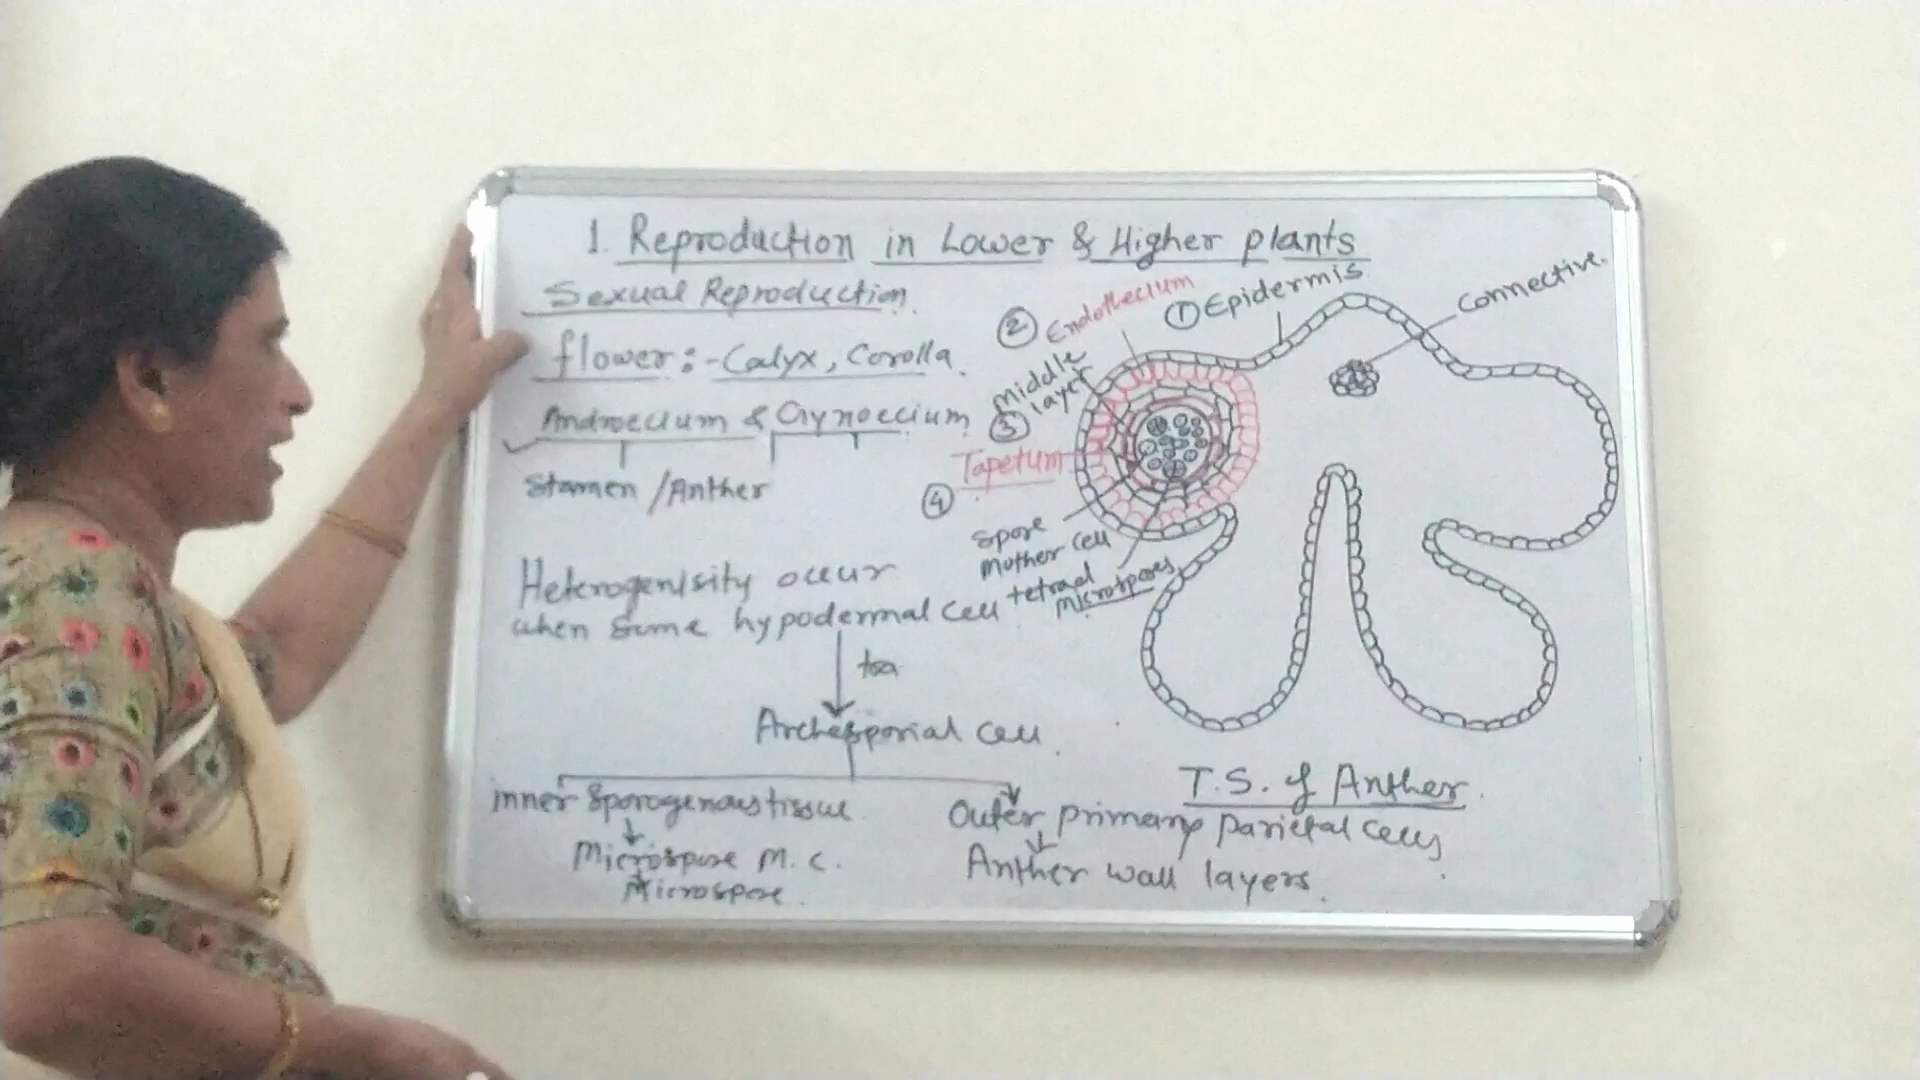 1. Reproduction in Lower & Higher plants
Sexual Reproduction
flower:- Calyx, Corolla
Androecium & Gynoecium
Stamen /Anther
Heterogenisity occur
when some hypodermal cell
Archesporial cell
inner sporogenous tissue
Microspore M.C.
Microspore
Outer primary parietal cells
Anther wall layers
① Epidermis
② Endothecium
Middle
③ layer
Tapetum
④
Connective
Spore
Mother cell
tetrad
microspores
T.S. of Anther